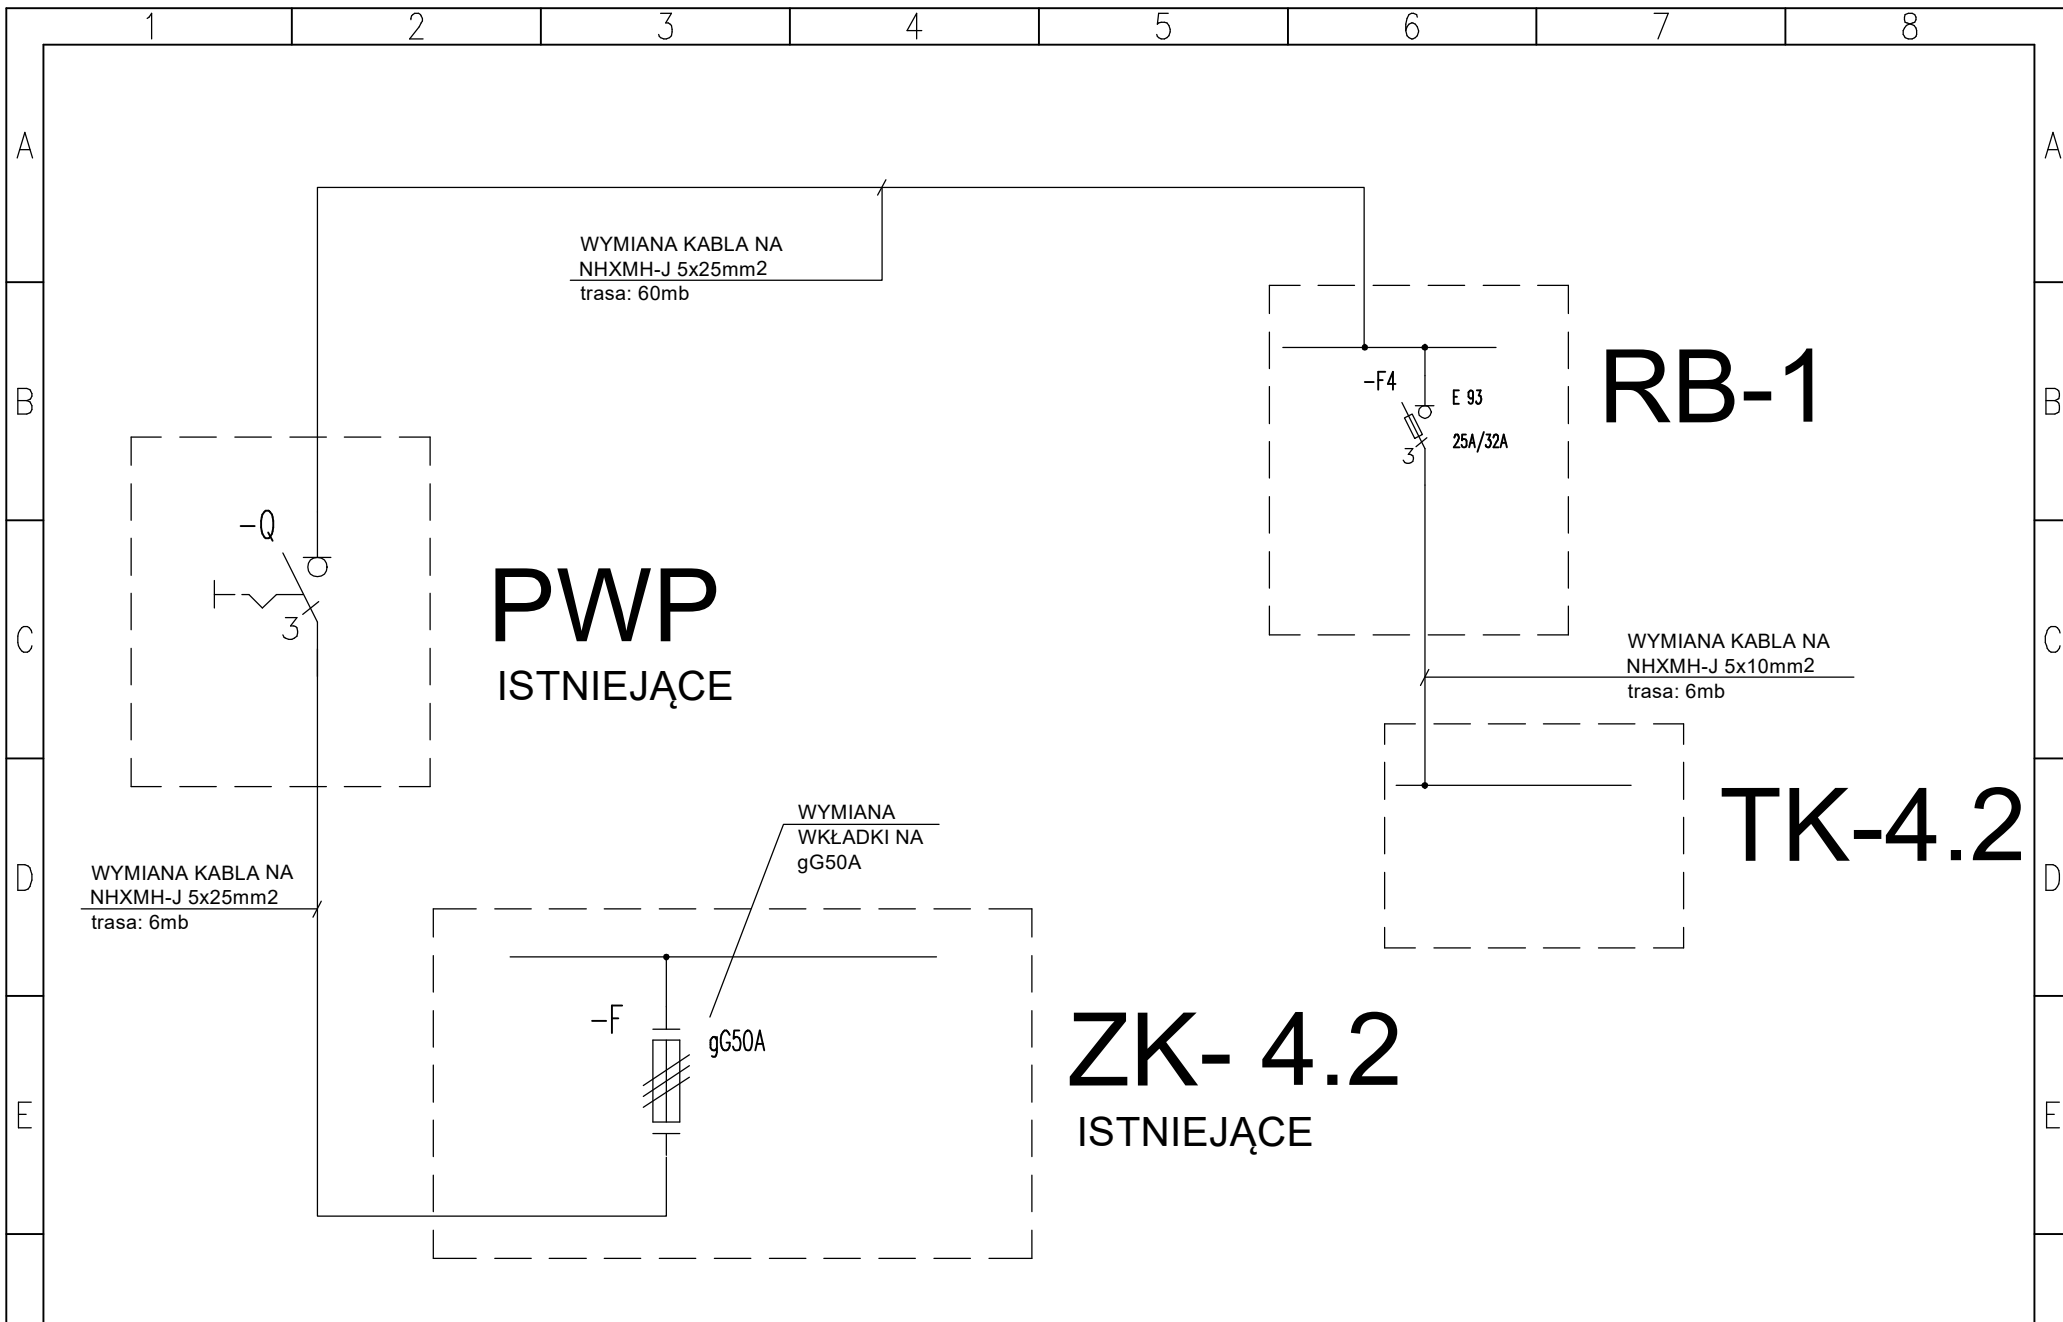 1 2 3 4 5 6 7 8
A A
WYMIANA KABLA NA
NHXMH-J 5x25mm2
trasa: 60mb
B B
RB-1
-F4
E 93
25A/32A
3
-Q
3
PWP
ISTNIEJĄCE
C C
WYMIANA KABLA NA
NHXMH-J 5x10mm2
trasa: 6mb
TK-4.2
WYMIANA
WKŁADKI NA
gG50A
D D
WYMIANA KABLA NA
NHXMH-J 5x25mm2
trasa: 6mb
-F
gG50A
ZK- 4.2
ISTNIEJĄCE
E E